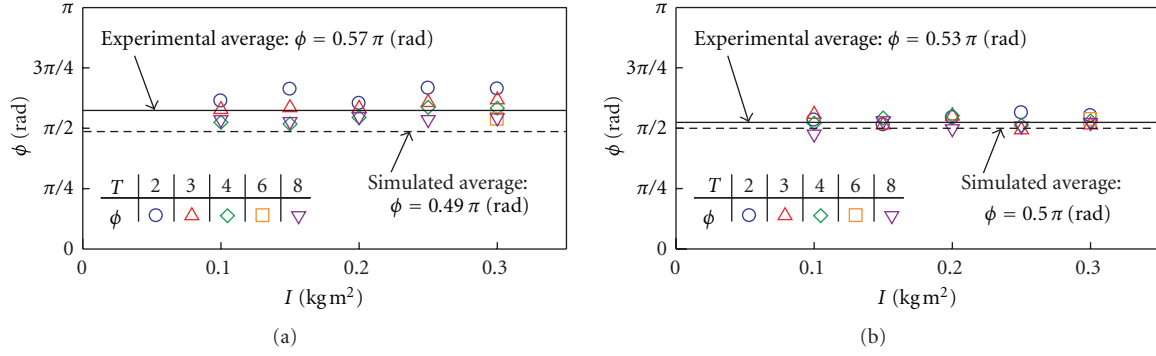 π
Experimental average: ϕ = 0.57 π (rad)
3π/4
ϕ (rad)
π/2
Simulated average:
ϕ = 0.49 π (rad)
T 2 3 4 6 8
π/4
ϕ
0
0 0.1 0.2 0.3
I (kg m²)
(a)
π
Experimental average: ϕ = 0.53 π (rad)
3π/4
ϕ (rad)
π/2
Simulated average:
ϕ = 0.5 π (rad)
T 2 3 4 6 8
π/4
ϕ
0
0 0.1 0.2 0.3
I (kg m²)
(b)